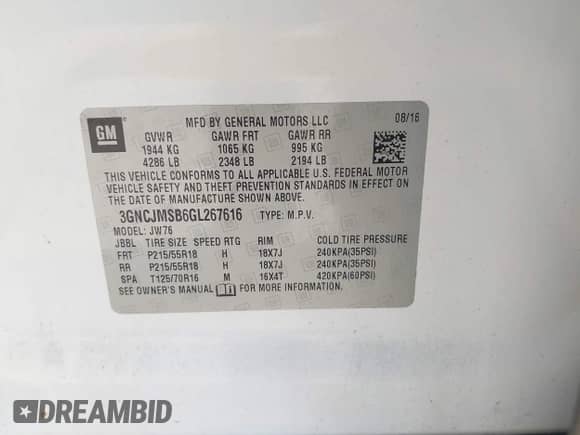 GM
MFD BY GENERAL MOTORS LLC 08/16
GVWR GAWR FRT GAWR RR
1944 KG 1065 KG 995 KG
4286 LB 2348 LB 2194 LB
THIS VEHICLE CONFORMS TO ALL APPLICABLE U.S. FEDERAL MOTOR
VEHICLE SAFETY AND THEFT PREVENTION STANDARDS IN EFFECT ON
THE DATE OF MANUFACTURE SHOWN ABOVE.
3GNCJMSB6GL267616 TYPE: M.P.V.
MODEL: JW76
JBBL TIRE SIZE SPEED RTG RIM COLD TIRE PRESSURE
FRT P215/55R18 H 18X7J 240KPA(35PSI)
RR P215/55R18 H 18X7J 240KPA(35PSI)
SPA T125/70R16 M 16X4T 420KPA(60PSI)
SEE OWNER'S MANUAL FOR MORE INFORMATION.
DREAMBID